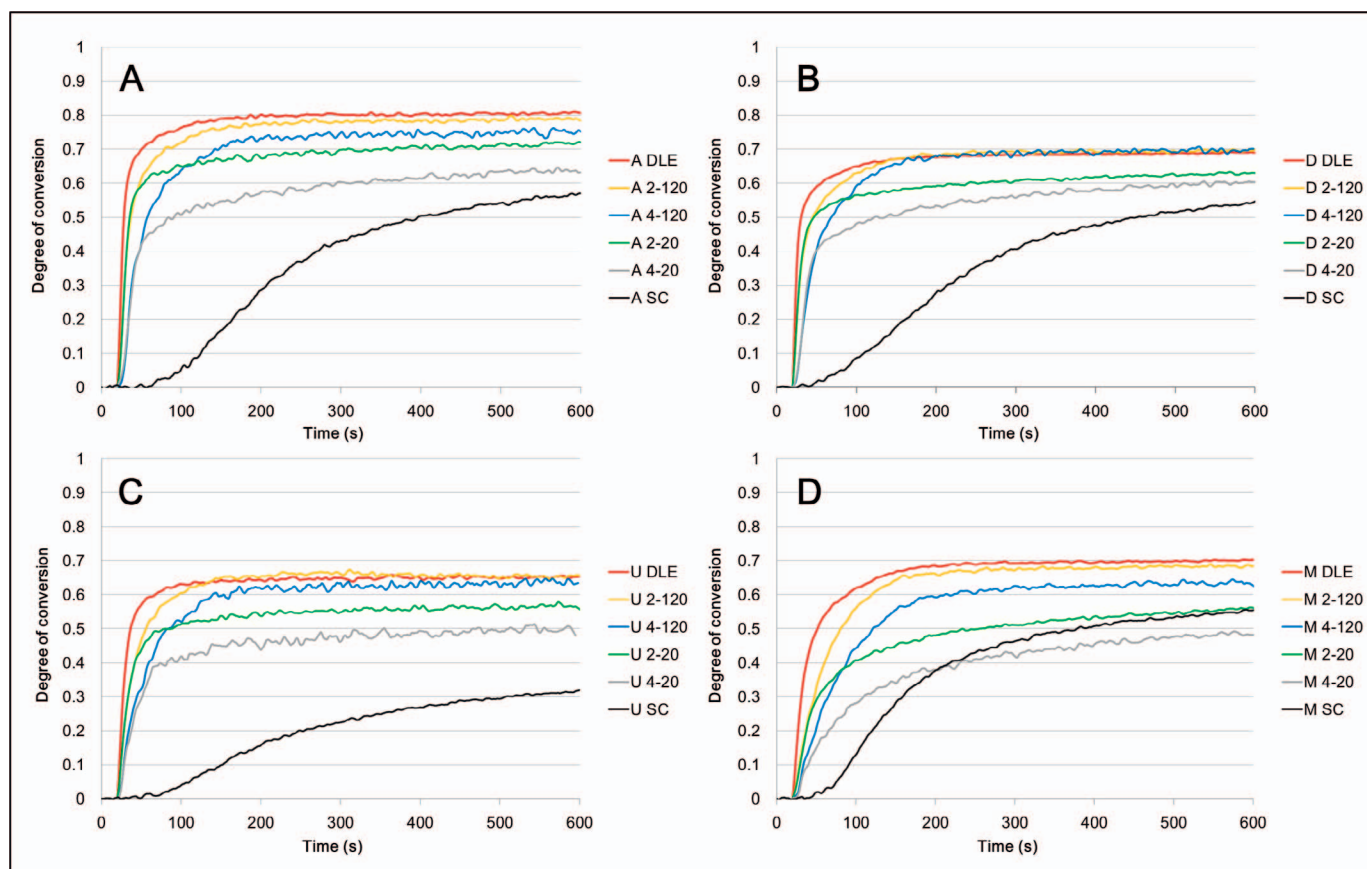 A
Degree of conversion
1
0.9
0.8
0.7
0.6
0.5
0.4
0.3
0.2
0.1
0
0 100 200 300 400 500 600
Time (s)
A DLE
A 2-120
A 4-120
A 2-20
A 4-20
A SC
B
Degree of conversion
1
0.9
0.8
0.7
0.6
0.5
0.4
0.3
0.2
0.1
0
0 100 200 300 400 500 600
Time (s)
D DLE
D 2-120
D 4-120
D 2-20
D 4-20
D SC
C
Degree of conversion
1
0.9
0.8
0.7
0.6
0.5
0.4
0.3
0.2
0.1
0
0 100 200 300 400 500 600
Time (s)
U DLE
U 2-120
U 4-120
U 2-20
U 4-20
U SC
D
Degree of conversion
1
0.9
0.8
0.7
0.6
0.5
0.4
0.3
0.2
0.1
0
0 100 200 300 400 500 600
Time (s)
M DLE
M 2-120
M 4-120
M 2-20
M 4-20
M SC